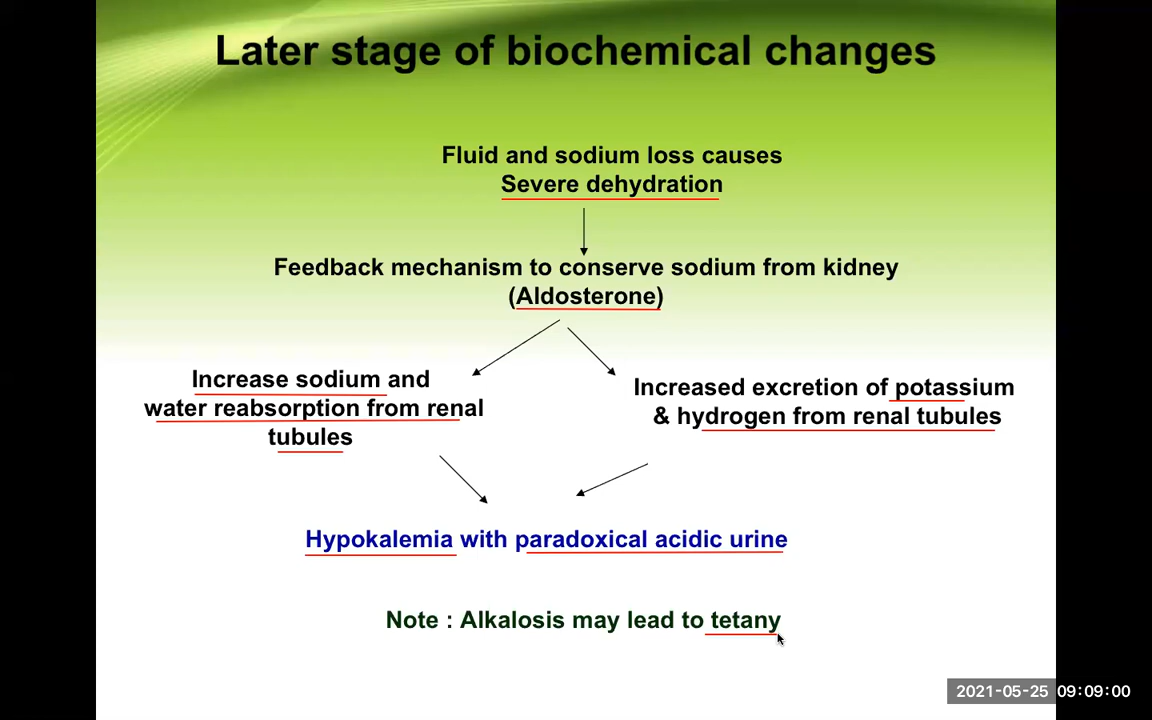 Later stage of biochemical changes
Fluid and sodium loss causes
Severe dehydration
Feedback mechanism to conserve sodium from kidney
(Aldosterone)
Increase sodium and
water reabsorption from renal
tubules
Increased excretion of potassium
& hydrogen from renal tubules
Hypokalemia with paradoxical acidic urine
Note : Alkalosis may lead to tetany
2021-05-25 09:09:00